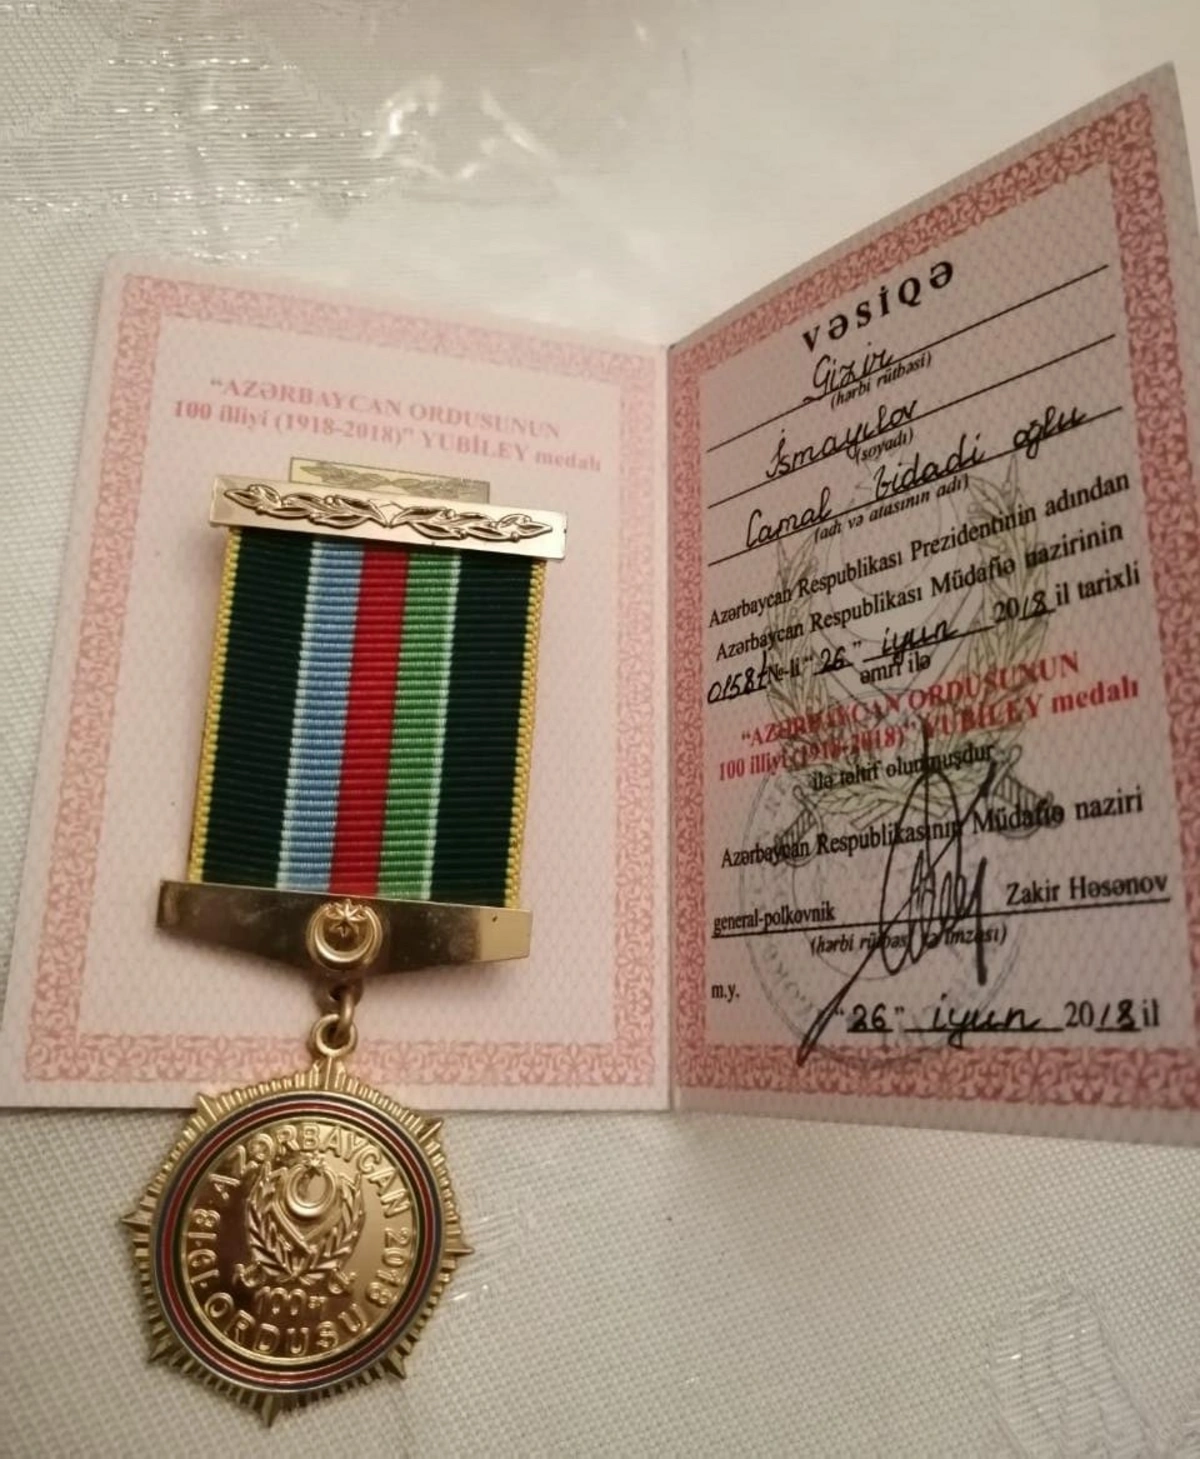 “AZƏRBAYCAN ORDUSUNUN
100 illiyi (1918-2018)” YUBİLEY medalı
VƏSİQƏ
Gizir
(hərbi rütbəsi)
İsmayılov
(soyadı)
Camal Bidadi oğlu
(adı və atasının adı)
Azərbaycan Respublikası Prezidentinin adından
Azərbaycan Respublikası Müdafiə nazirinin
№-li “26” iyun 2018 il tarixli
əmri ilə
“AZƏRBAYCAN ORDUSUNUN
100 illiyi (1918-2018)” YUBİLEY medalı
ilə təltif olunmuşdur
Azərbaycan Respublikasının Müdafiə naziri
general-polkovnik Zakir Həsənov
(hərbi rütbəsi və imzası)
m.y.
“26” iyun 2018 il
AZƏRBAYCAN
1918 2018
100
ORDUSU